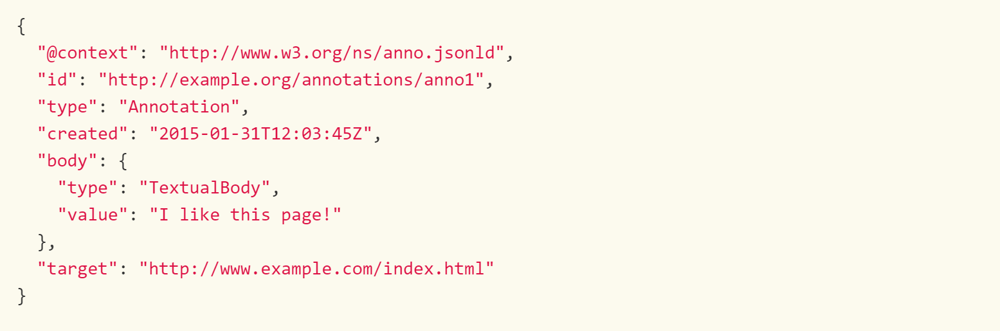 {
  "@context": "http://www.w3.org/ns/anno.jsonld",
  "id": "http://example.org/annotations/anno1",
  "type": "Annotation",
  "created": "2015-01-31T12:03:45Z",
  "body": {
    "type": "TextualBody",
    "value": "I like this page!"
  },
  "target": "http://www.example.com/index.html"
}